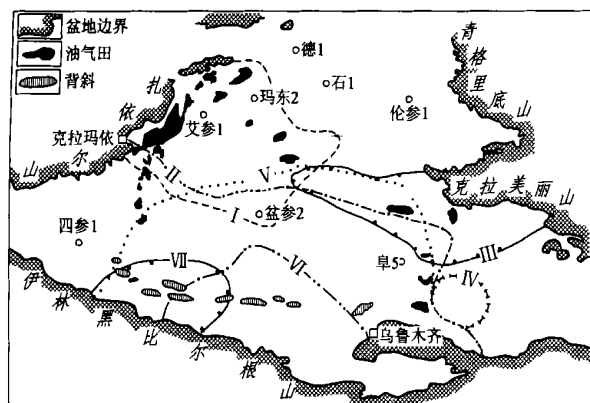 盆地边界
油气田
背斜
德1
石1
玛东2
艾参1
伦参1
青格里底山
扎依尔山
克拉玛依
II
V
I
盆参2
克拉美丽山
III
四参1
VII
VI
阜5
IV
乌鲁木齐
伊林黑比尔根山